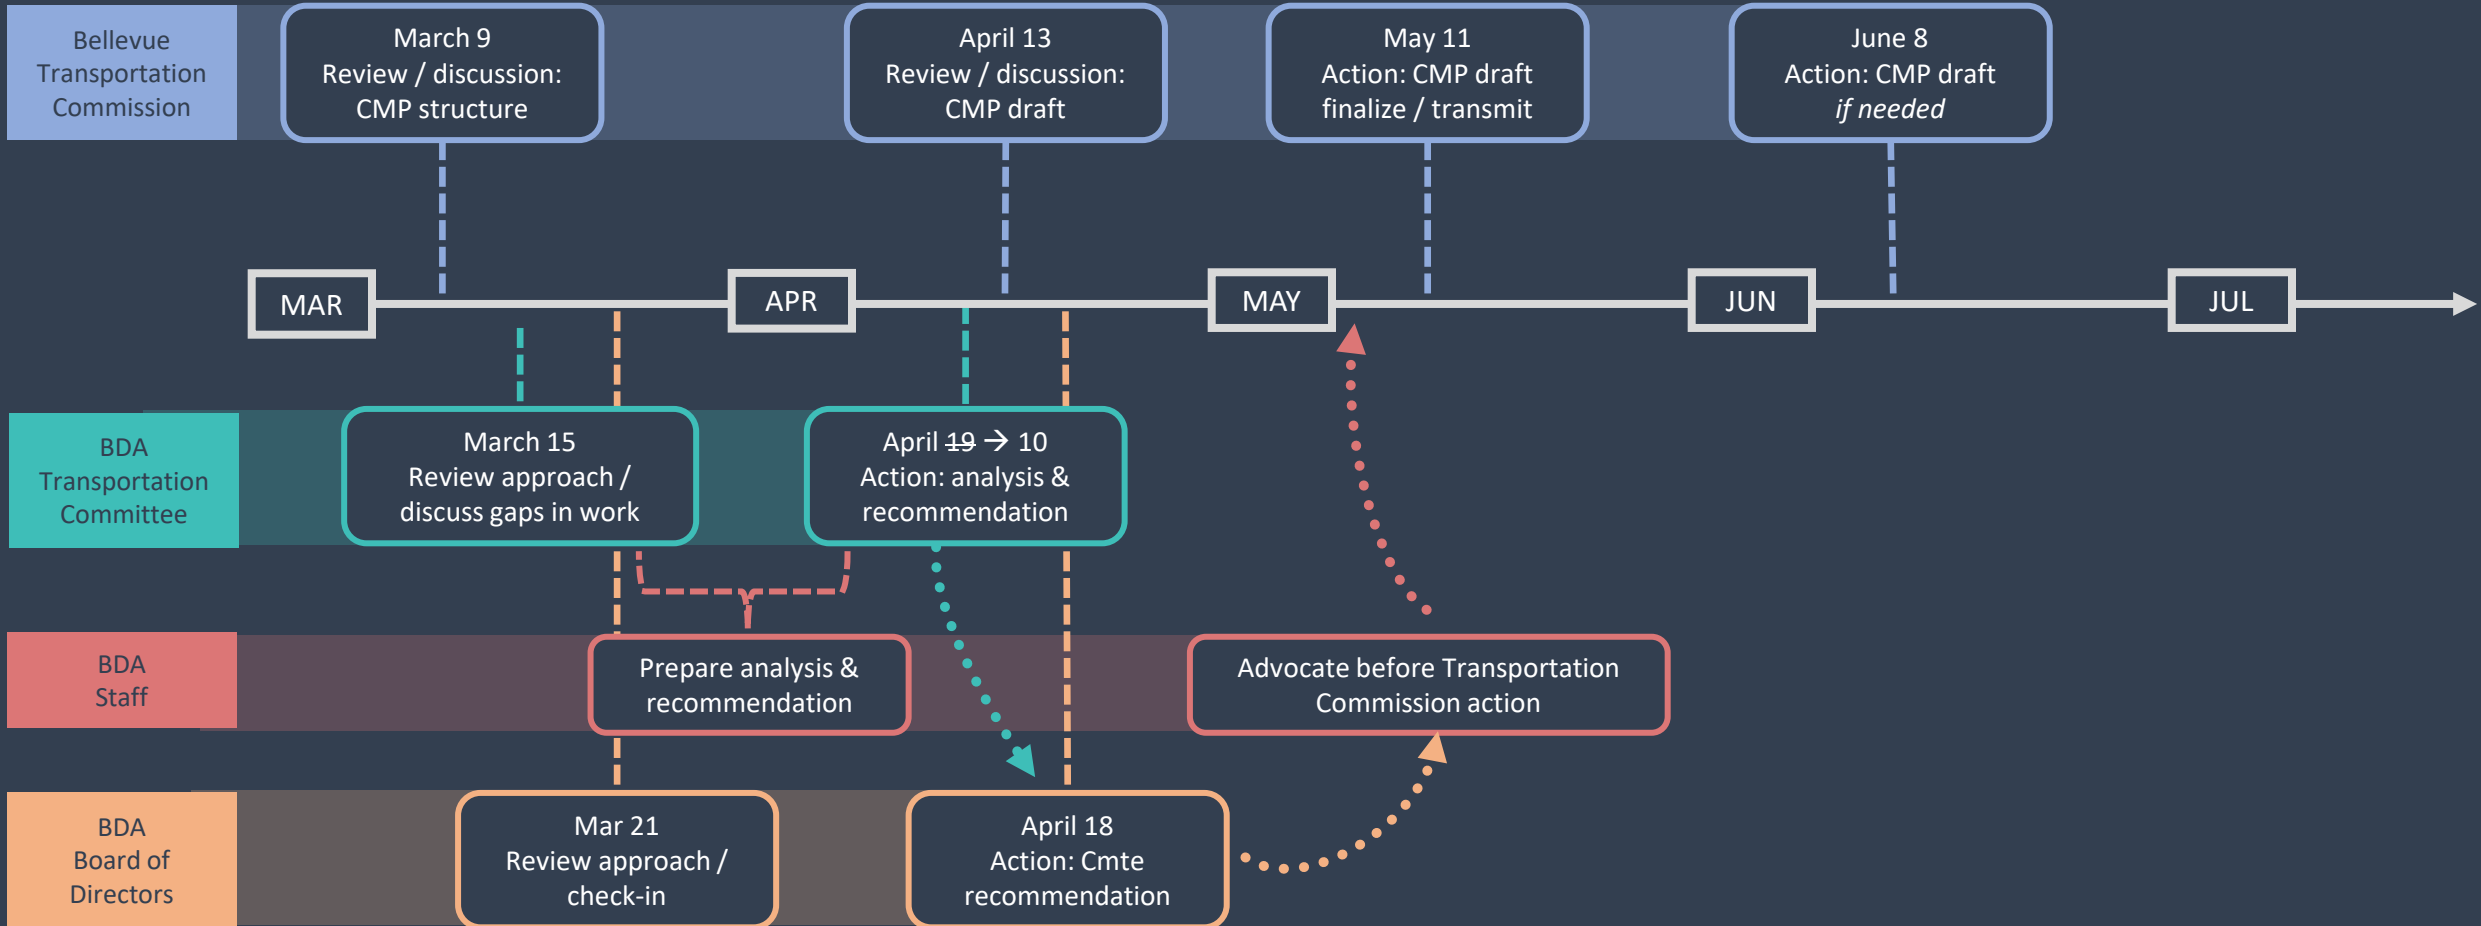 Bellevue
Transportation
Commission
March 9
Review / discussion:
CMP structure
April 13
Review / discussion:
CMP draft
May 11
Action: CMP draft
finalize / transmit
June 8
Action: CMP draft
if needed
MAR
APR
MAY
JUN
JUL
BDA
Transportation
Committee
March 15
Review approach /
discuss gaps in work
April 19 → 10
Action: analysis &
recommendation
BDA
Staff
Prepare analysis &
recommendation
Advocate before Transportation
Commission action
BDA
Board of
Directors
Mar 21
Review approach /
check-in
April 18
Action: Cmte
recommendation